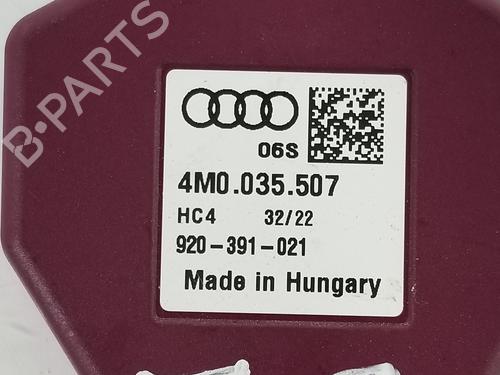 B-PARTS
06S
4M0.035.507
HC4 32/22
920-391-021
Made in Hungary